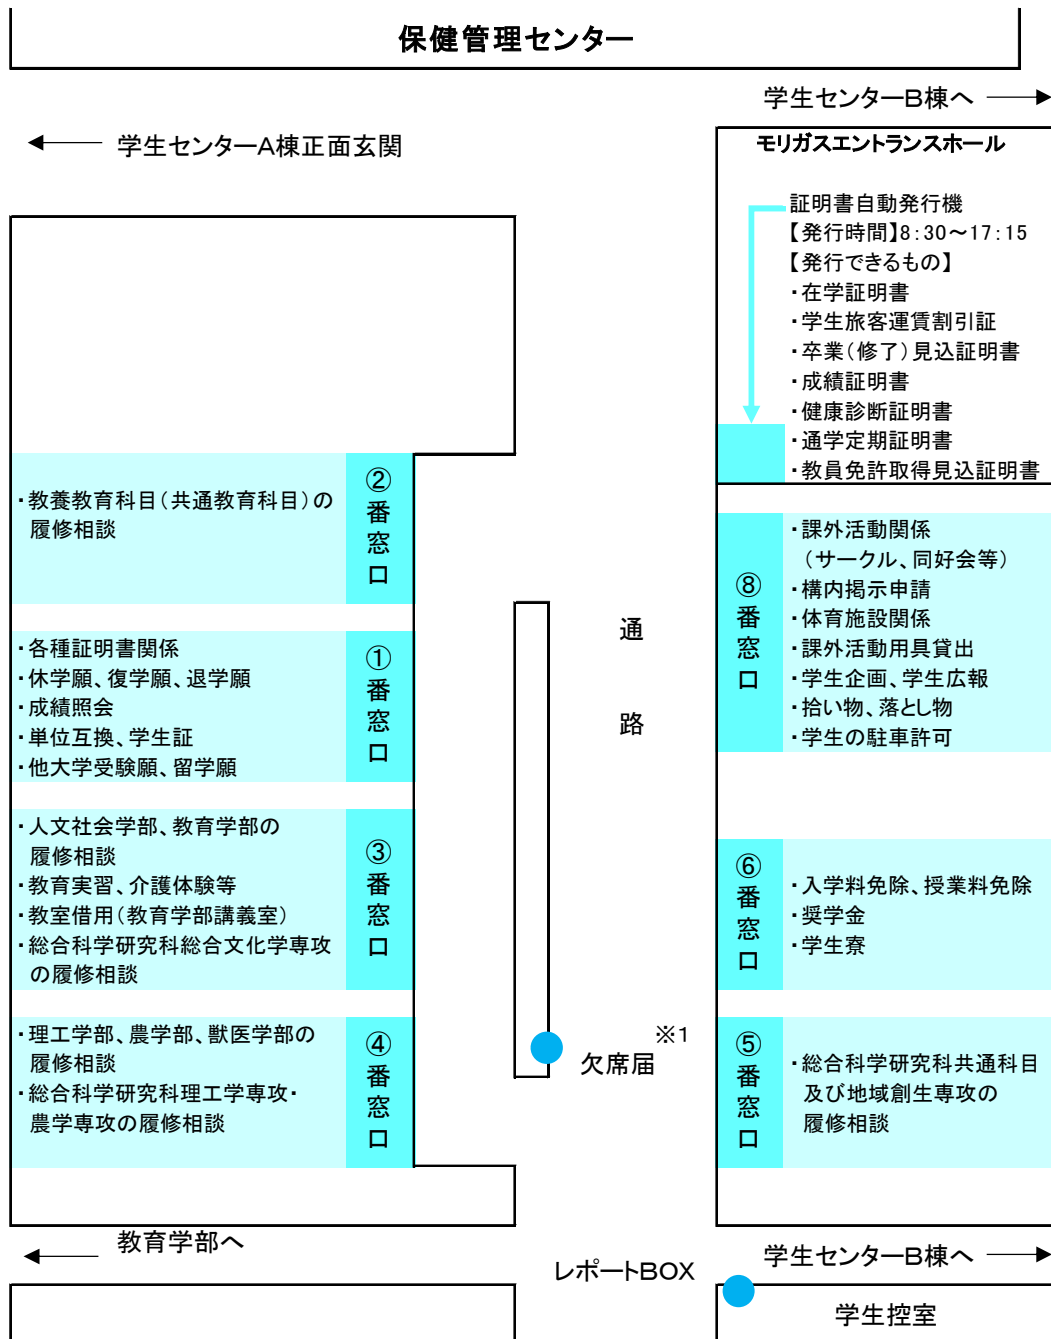 保健管理センター
学生センターB棟へ
学生センターA棟正面玄関
モリガスエントランスホール
証明書自動発行機
【発行時間】8:30～17:15
【発行できるもの】
・在学証明書
・学生旅客運賃割引証
・卒業(修了)見込証明書
・成績証明書
・健康診断証明書
・通学定期証明書
・教員免許取得見込証明書
・教養教育科目(共通教育科目)の
履修相談
②番窓口
・各種証明書関係
・休学願、復学願、退学願
・成績照会
・単位互換、学生証
・他大学受験願、留学願
①番窓口
・人文社会学部、教育学部の
履修相談
・教育実習、介護体験等
・教室借用(教育学部講義室)
・総合科学研究科総合文化学専攻
の履修相談
③番窓口
・理工学部、農学部、獣医学部の
履修相談
・総合科学研究科理工学専攻・
農学専攻の履修相談
④番窓口
通路
※1
欠席届
⑧番窓口
・課外活動関係
(サークル、同好会等)
・構内掲示申請
・体育施設関係
・課外活動用具貸出
・学生企画、学生広報
・拾い物、落とし物
・学生の駐車許可
⑥番窓口
・入学料免除、授業料免除
・奨学金
・学生寮
⑤番窓口
・総合科学研究科共通科目
及び地域創生専攻の
履修相談
教育学部へ
学生センターB棟へ
レポートBOX
学生控室